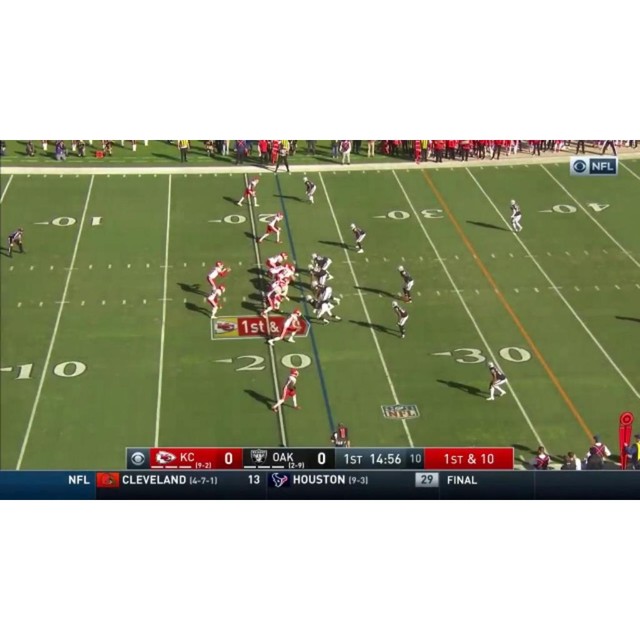 NFL
10 20 30 40
1st &
10 20 30
NFL
KC (9-2) 0 OAK (2-9) 0 1ST 14:56 10 1ST & 10
NFL CLEVELAND (4-7-1) 13 HOUSTON (9-3) 29 FINAL